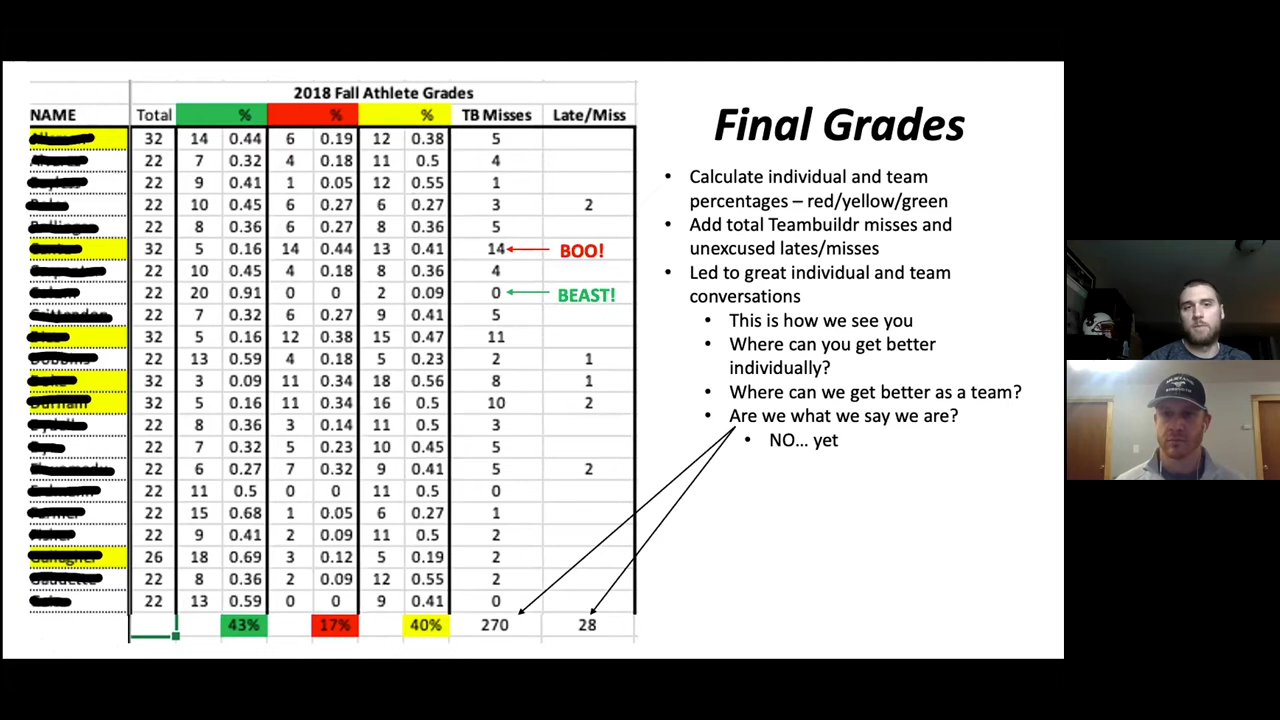 2018 Fall Athlete Grades
NAME Total % % % TB Misses Late/Miss
32 14 0.44 6 0.19 12 0.38 5
22 7 0.32 4 0.18 11 0.5 4
22 9 0.41 1 0.05 12 0.55 1
22 10 0.45 6 0.27 6 0.27 3 2
22 8 0.36 6 0.27 8 0.36 5
32 5 0.16 14 0.44 13 0.41 14 BOO!
22 10 0.45 4 0.18 8 0.36 4
22 20 0.91 0 0 2 0.09 0 BEAST!
22 7 0.32 6 0.27 9 0.41 5
32 5 0.16 12 0.38 15 0.47 11
22 13 0.59 4 0.18 5 0.23 2 1
32 3 0.09 11 0.34 18 0.56 8 1
32 5 0.16 11 0.34 16 0.5 10 2
22 8 0.36 3 0.14 11 0.5 3
22 7 0.32 5 0.23 10 0.45 5
22 6 0.27 7 0.32 9 0.41 5 2
22 11 0.5 0 0 11 0.5 0
22 15 0.68 1 0.05 6 0.27 1
22 9 0.41 2 0.09 11 0.5 2
26 18 0.69 3 0.12 5 0.19 2
22 8 0.36 2 0.09 12 0.55 2
22 13 0.59 0 0 9 0.41 0
43% 17% 40% 270 28
Final Grades
• Calculate individual and team
percentages – red/yellow/green
• Add total Teambuildr misses and
unexcused lates/misses
• Led to great individual and team
conversations
• This is how we see you
• Where can you get better
individually?
• Where can we get better as a team?
• Are we what we say we are?
• NO... yet